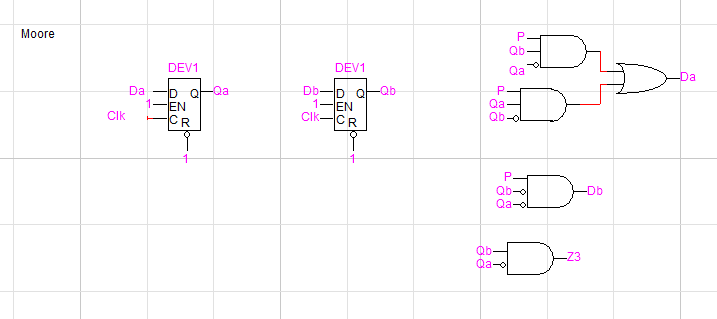 Moore
DEV1
Da
D
Q
Qa
1
EN
Clk
C
R
1
DEV1
Db
D
Q
Qb
1
EN
Clk
C
R
1
P
Qb
Qa
Da
P
Qa
Qb
P
Qb
Qa
Db
Qb
Qa
Z3